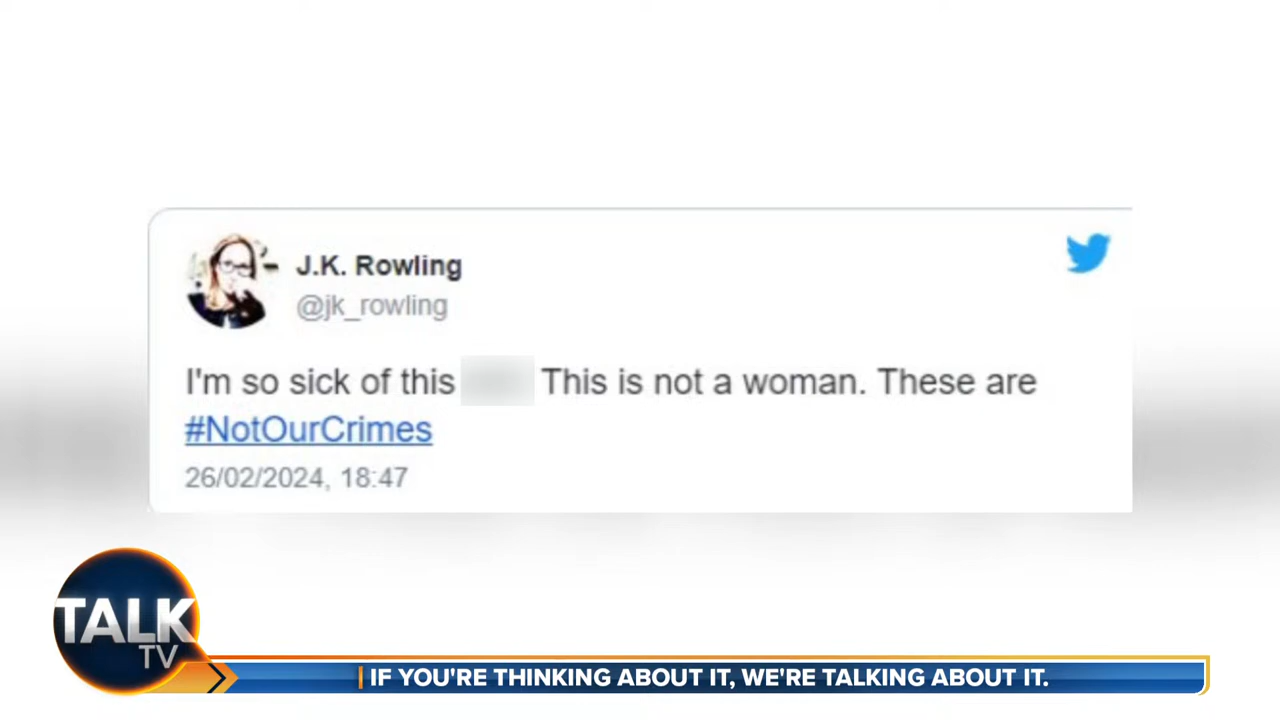 J.K. Rowling
@jk_rowling
I'm so sick of this This is not a woman. These are
#NotOurCrimes
26/02/2024, 18:47
TALK
TV
IF YOU'RE THINKING ABOUT IT, WE'RE TALKING ABOUT IT.